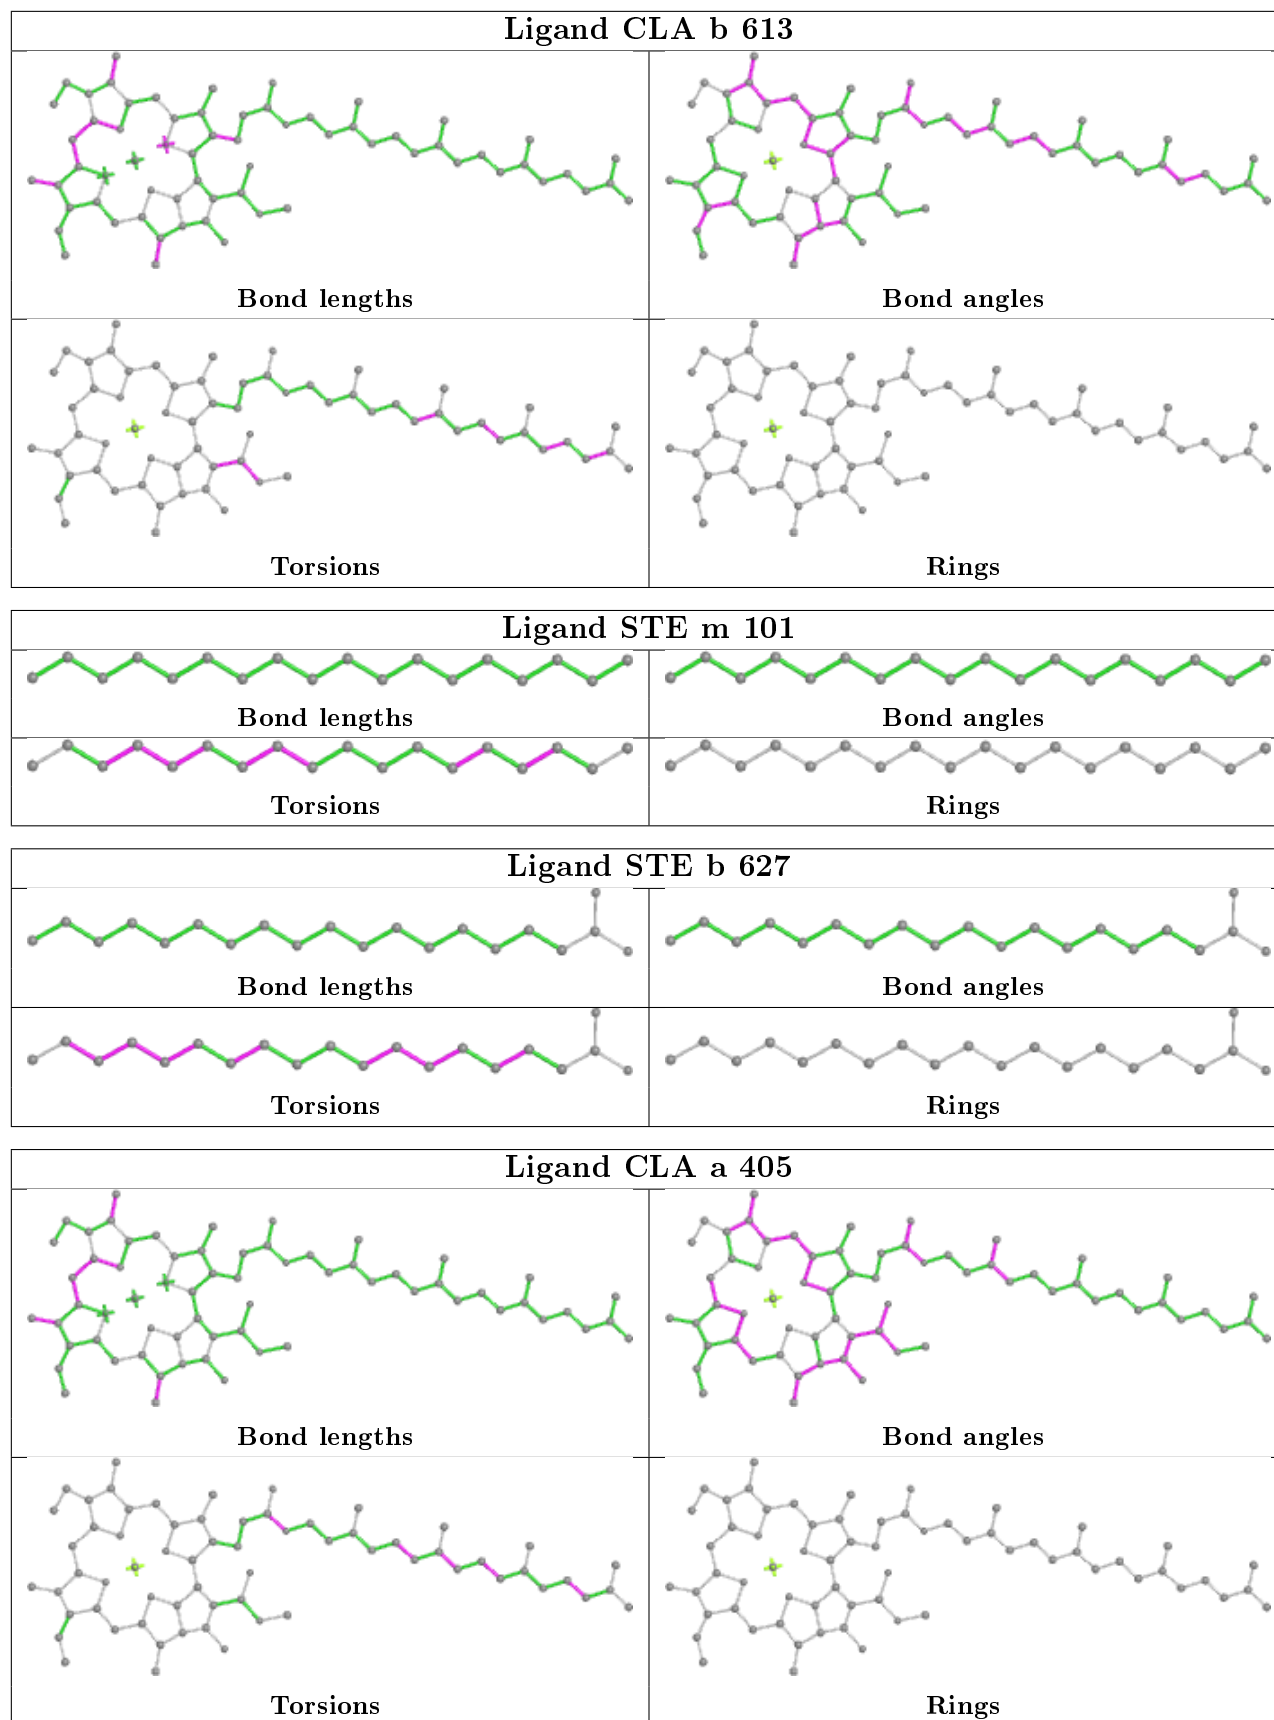 Ligand CLA b 613
Bond lengths
Bond angles
Torsions
Rings
Ligand STE m 101
Bond lengths
Bond angles
Torsions
Rings
Ligand STE b 627
Bond lengths
Bond angles
Torsions
Rings
Ligand CLA a 405
Bond lengths
Bond angles
Torsions
Rings